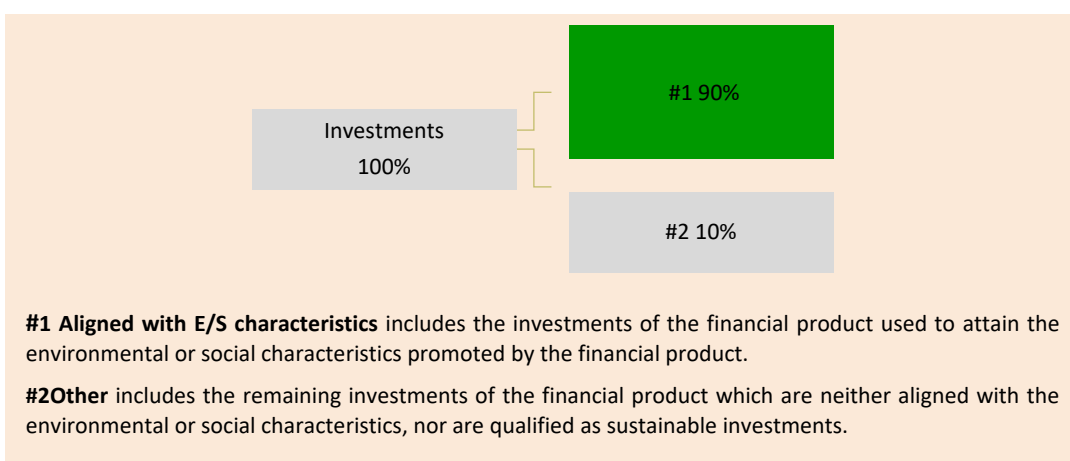 #1 90%
Investments
100%
#2 10%
#1 Aligned with E/S characteristics includes the investments of the financial product used to attain the
environmental or social characteristics promoted by the financial product.
#2Other includes the remaining investments of the financial product which are neither aligned with the
environmental or social characteristics, nor are qualified as sustainable investments.